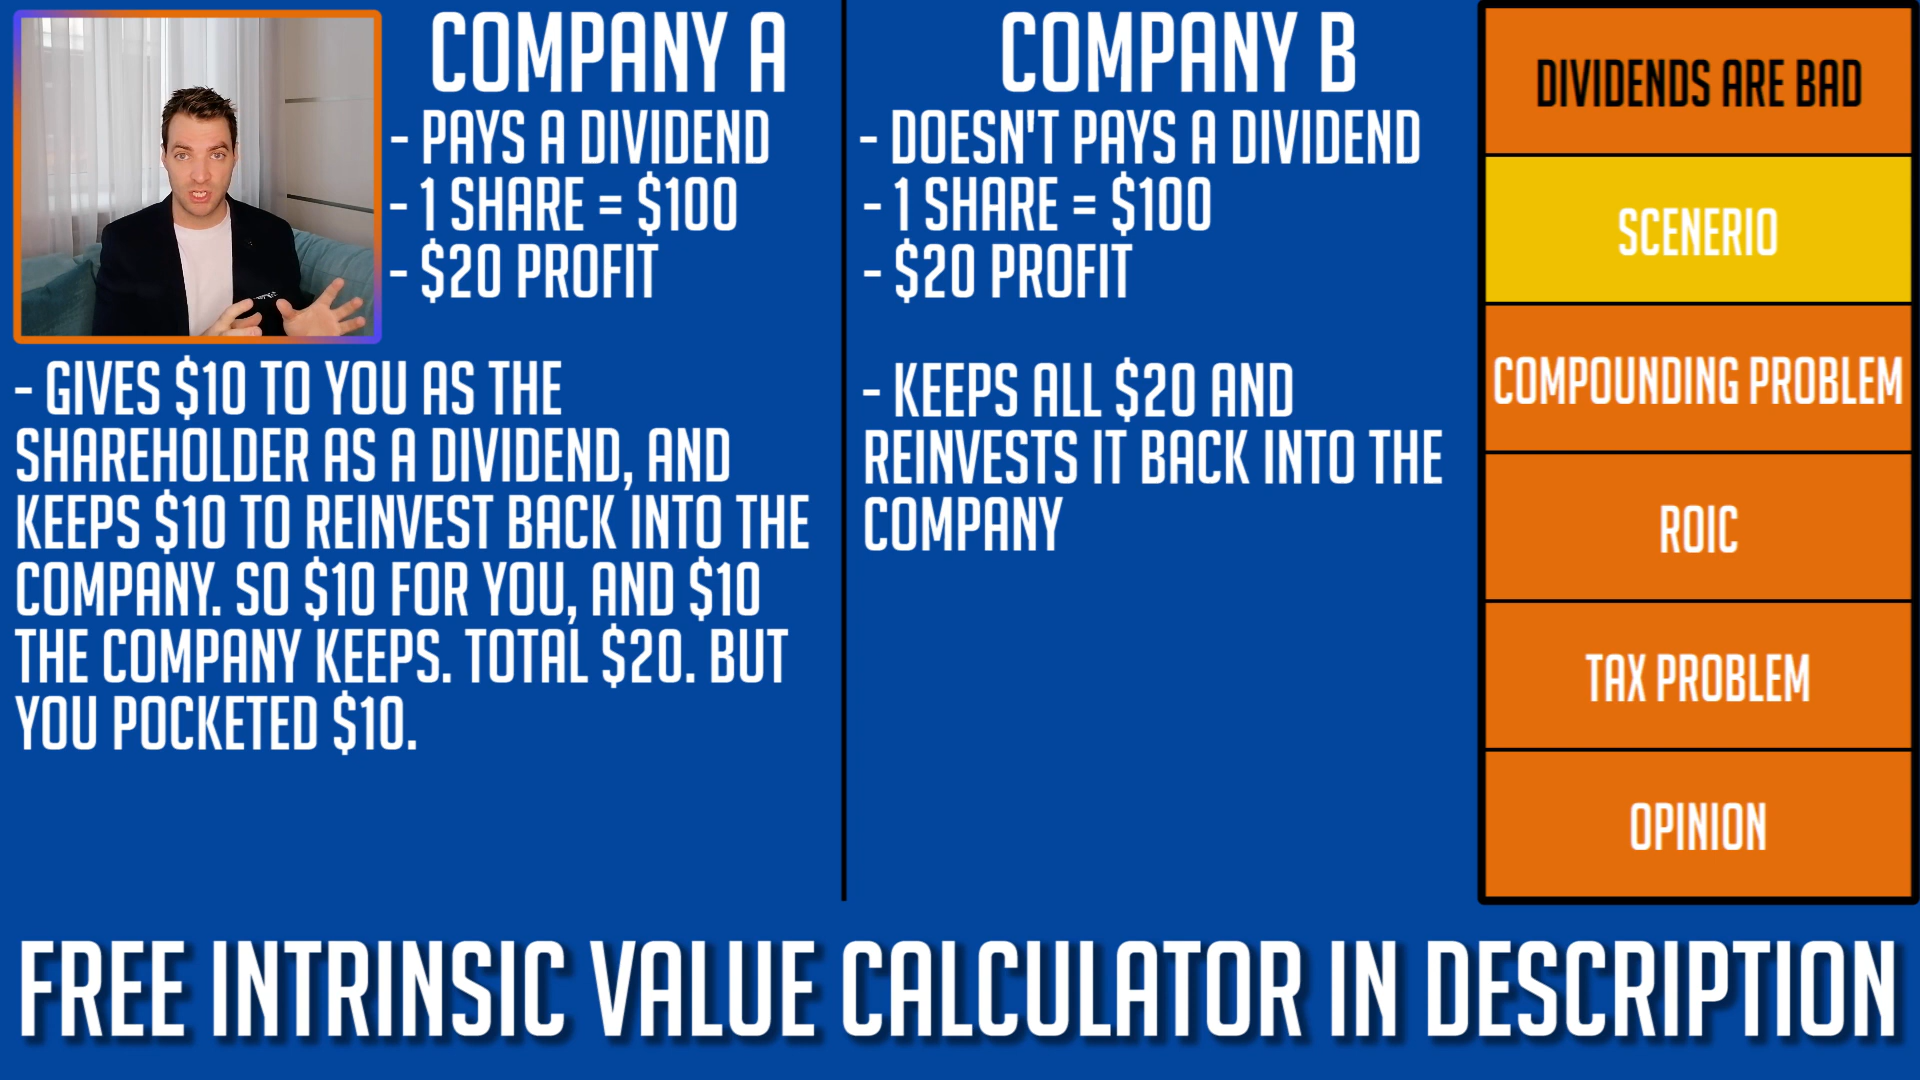 COMPANY A
- PAYS A DIVIDEND
- 1 SHARE = $100
- $20 PROFIT
- GIVES $10 TO YOU AS THE
SHAREHOLDER AS A DIVIDEND, AND
KEEPS $10 TO REINVEST BACK INTO THE
COMPANY. SO $10 FOR YOU, AND $10
THE COMPANY KEEPS. TOTAL $20. BUT
YOU POCKETED $10.
COMPANY B
- DOESN'T PAYS A DIVIDEND
- 1 SHARE = $100
- $20 PROFIT
- KEEPS ALL $20 AND
REINVESTS IT BACK INTO THE
COMPANY
DIVIDENDS ARE BAD
SCENERIO
COMPOUNDING PROBLEM
ROIC
TAX PROBLEM
OPINION
FREE INTRINSIC VALUE CALCULATOR IN DESCRIPTION